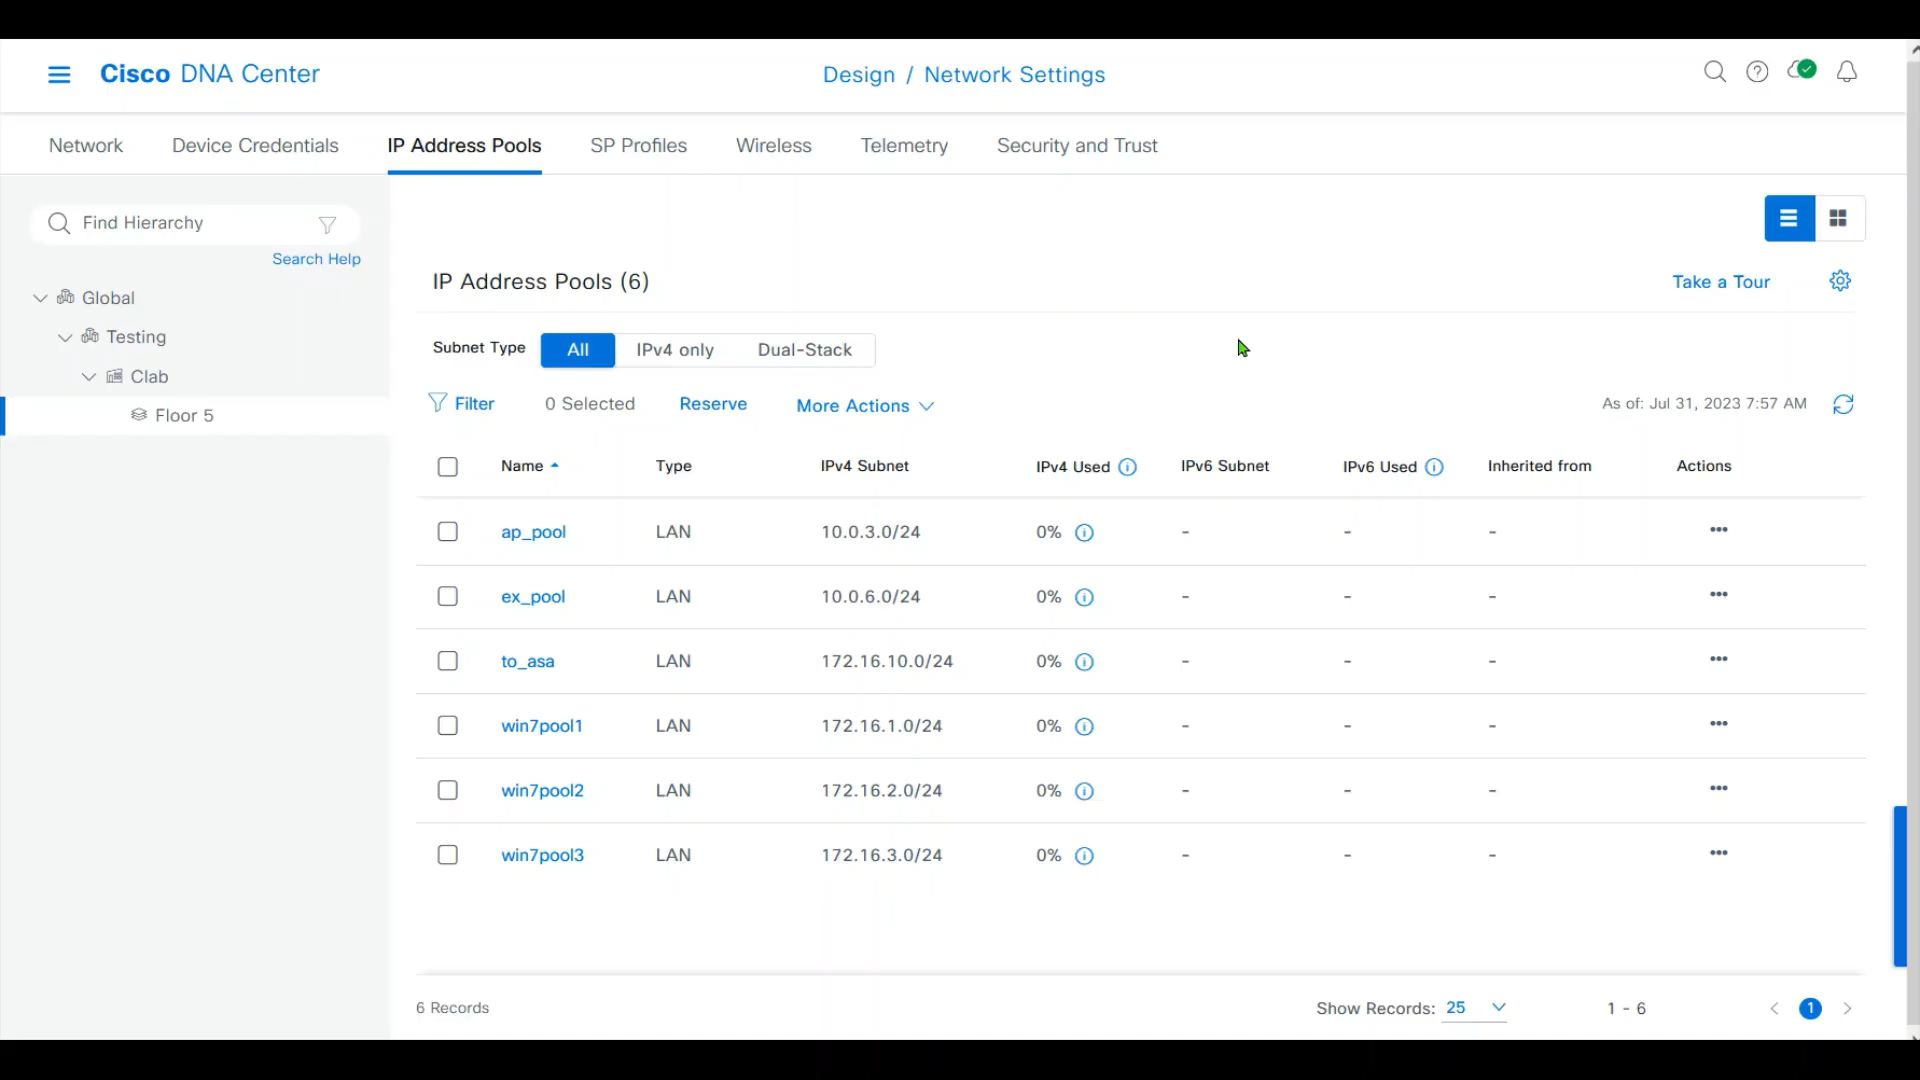 Cisco DNA Center
Design / Network Settings
Network Device Credentials IP Address Pools SP Profiles Wireless Telemetry Security and Trust
Find Hierarchy
Search Help
Global
Testing
Clab
Floor 5
IP Address Pools (6)
Take a Tour
Subnet Type All IPv4 only Dual-Stack
Filter 0 Selected Reserve More Actions
As of: Jul 31, 2023 7:57 AM
Name Type IPv4 Subnet IPv4 Used IPv6 Subnet IPv6 Used Inherited from Actions
ap_pool LAN 10.0.3.0/24 0% - - - •••
ex_pool LAN 10.0.6.0/24 0% - - - •••
to_asa LAN 172.16.10.0/24 0% - - - •••
win7pool1 LAN 172.16.1.0/24 0% - - - •••
win7pool2 LAN 172.16.2.0/24 0% - - - •••
win7pool3 LAN 172.16.3.0/24 0% - - - •••
6 Records
Show Records: 25
1 - 6
1